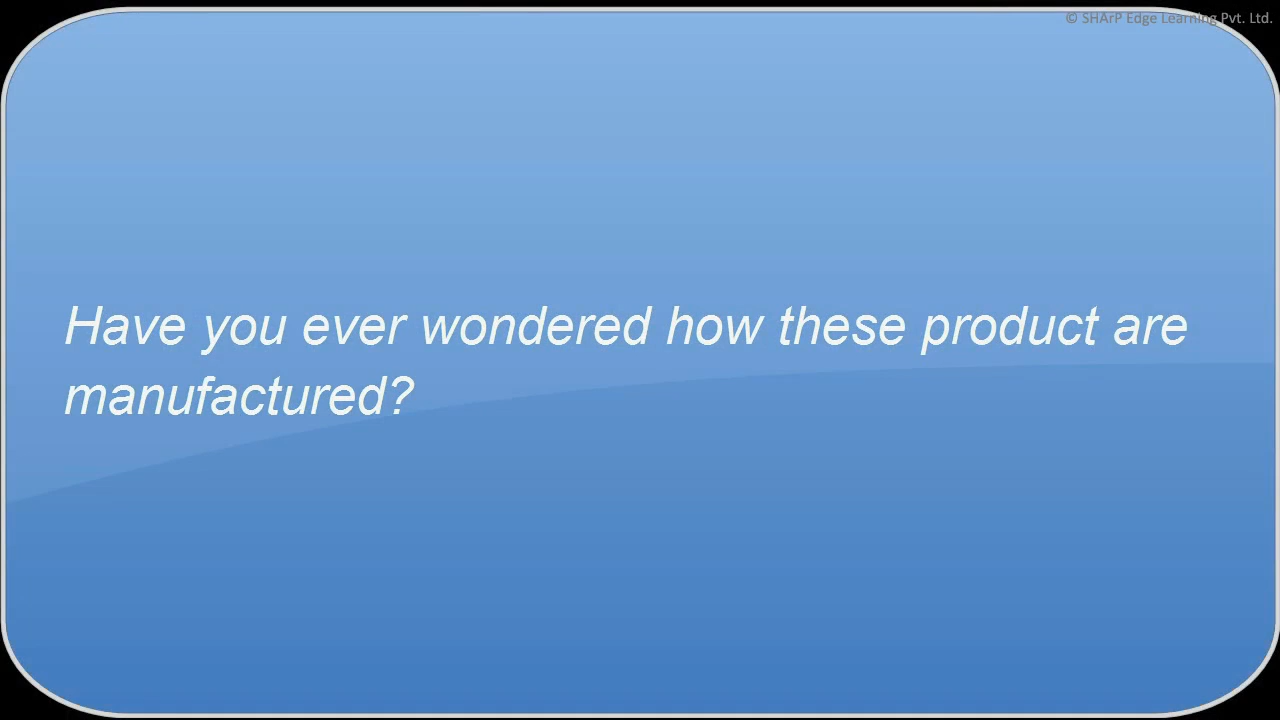 © SHArP Edge Learning Pvt. Ltd.
Have you ever wondered how these product are
manufactured?